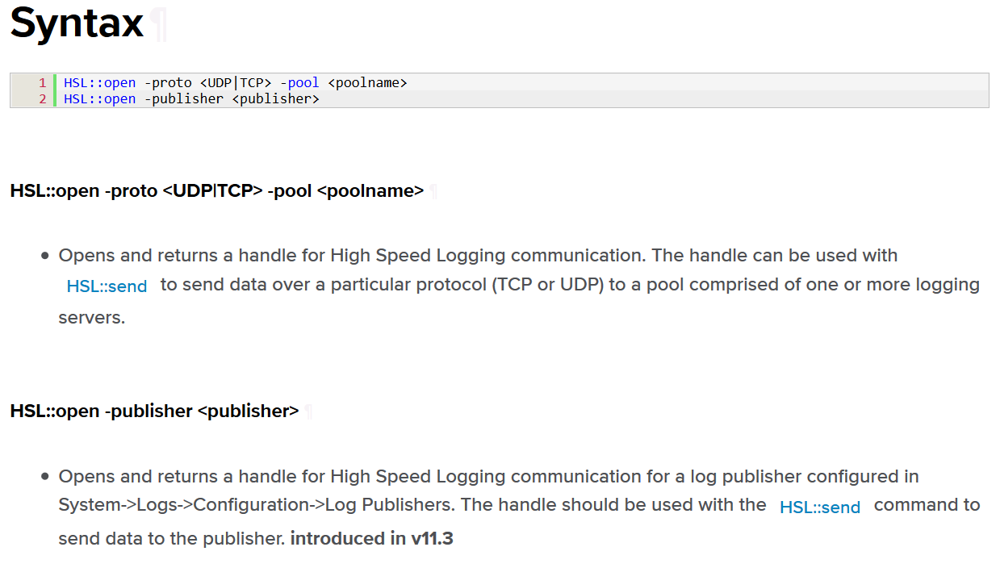 Syntax¶
1 HSL::open -proto <UDP|TCP> -pool <poolname>
2 HSL::open -publisher <publisher>
HSL::open -proto <UDP|TCP> -pool <poolname> ¶
• Opens and returns a handle for High Speed Logging communication. The handle can be used with
HSL::send to send data over a particular protocol (TCP or UDP) to a pool comprised of one or more logging
servers.
HSL::open -publisher <publisher> ¶
• Opens and returns a handle for High Speed Logging communication for a log publisher configured in
System->Logs->Configuration->Log Publishers. The handle should be used with the HSL::send command to
send data to the publisher. introduced in v11.3